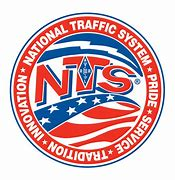 NATIONAL TRAFFIC SYSTEM • PRIDE • SERVICE • TRADITION • INNOVATION •
NTS ®